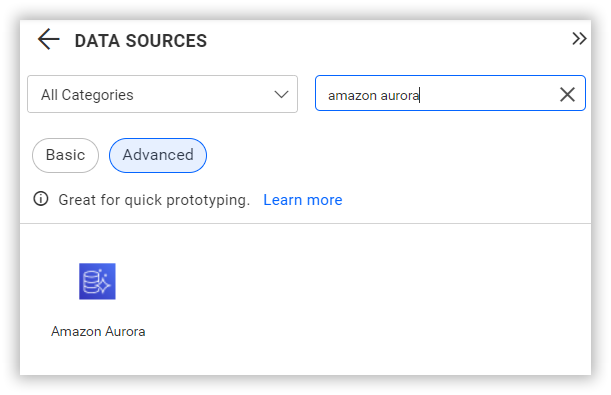 DATA SOURCES
All Categories
amazon aurora
Basic
Advanced
Great for quick prototyping. Learn more
Amazon Aurora